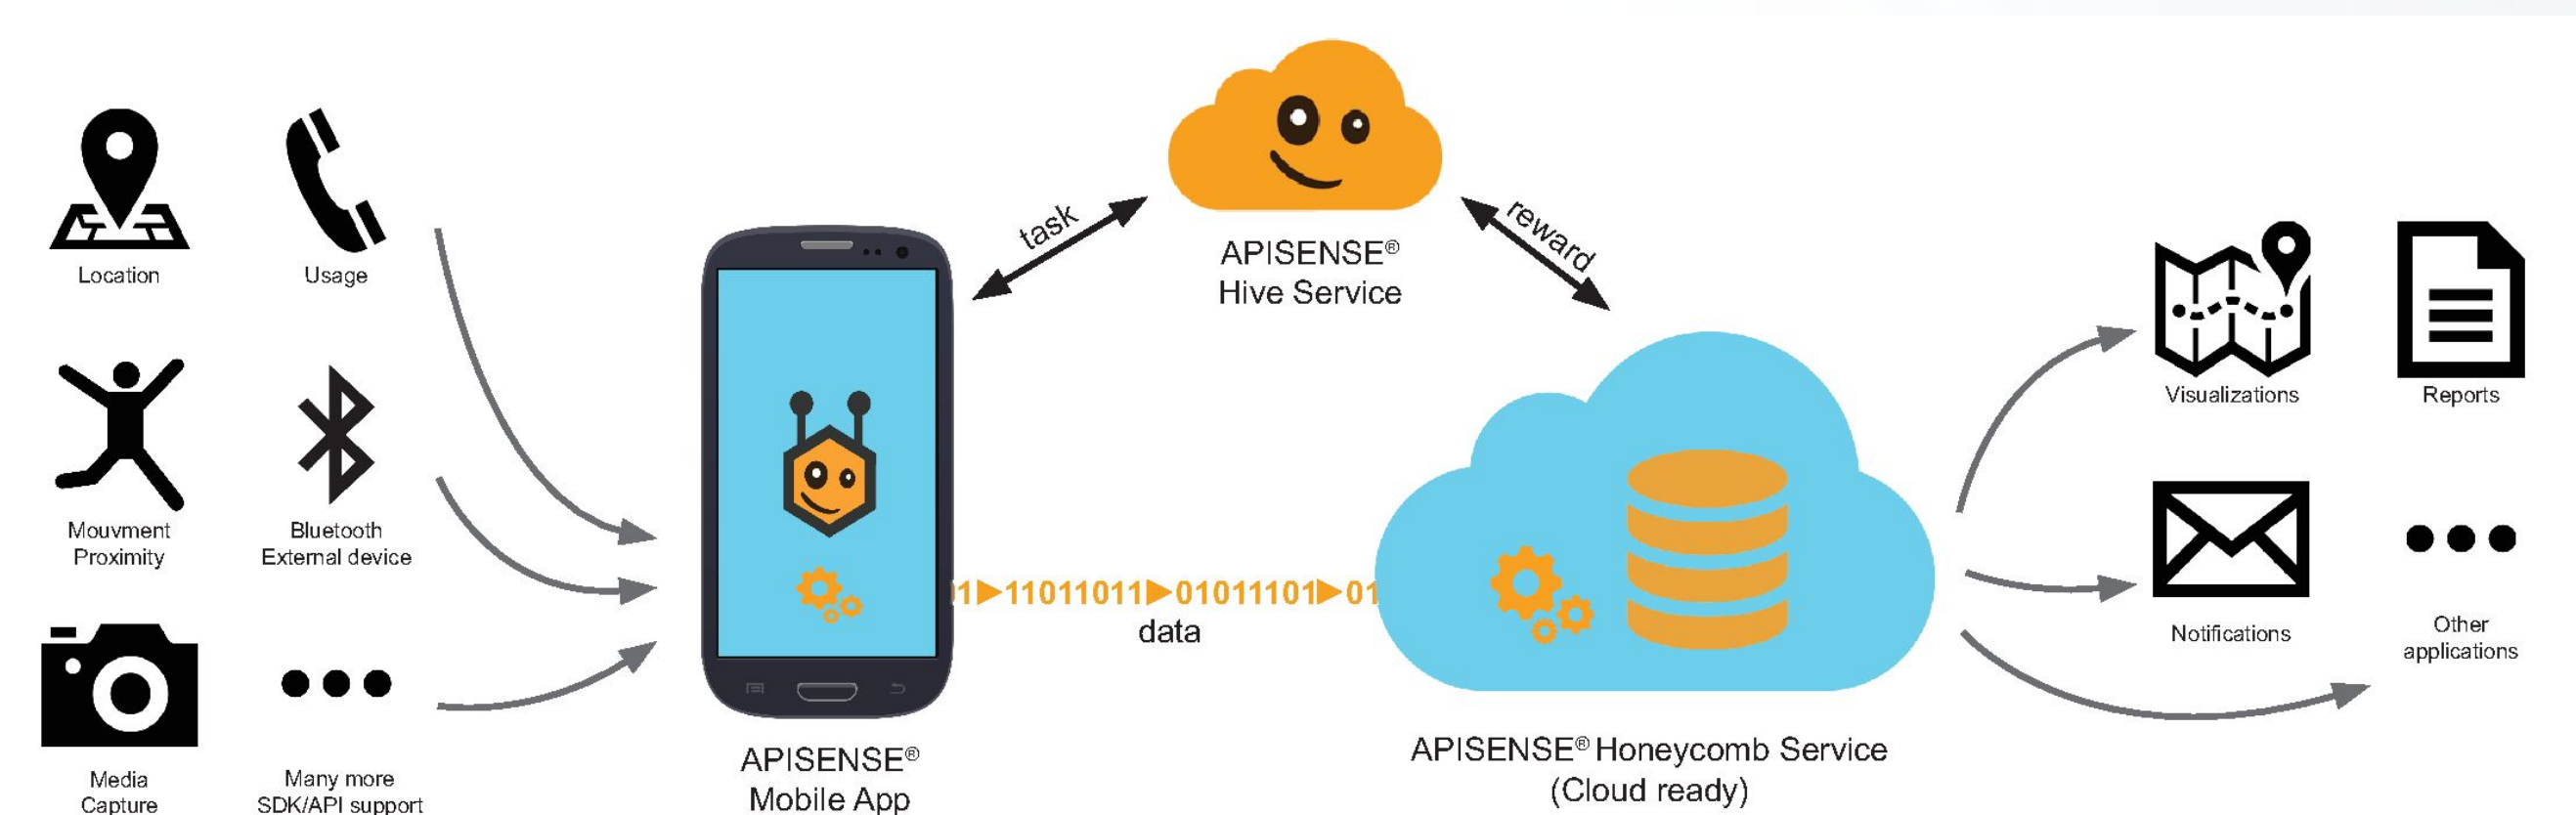 Location
Usage
Mouvment
Proximity
Bluetooth
External device
Media
Capture
Many more
SDK/API support
APISENSE®
Mobile App
task
APISENSE®
Hive Service
reward
1▶11011011▶01011101▶01
data
APISENSE® Honeycomb Service
(Cloud ready)
Visualizations
Reports
Notifications
Other
applications